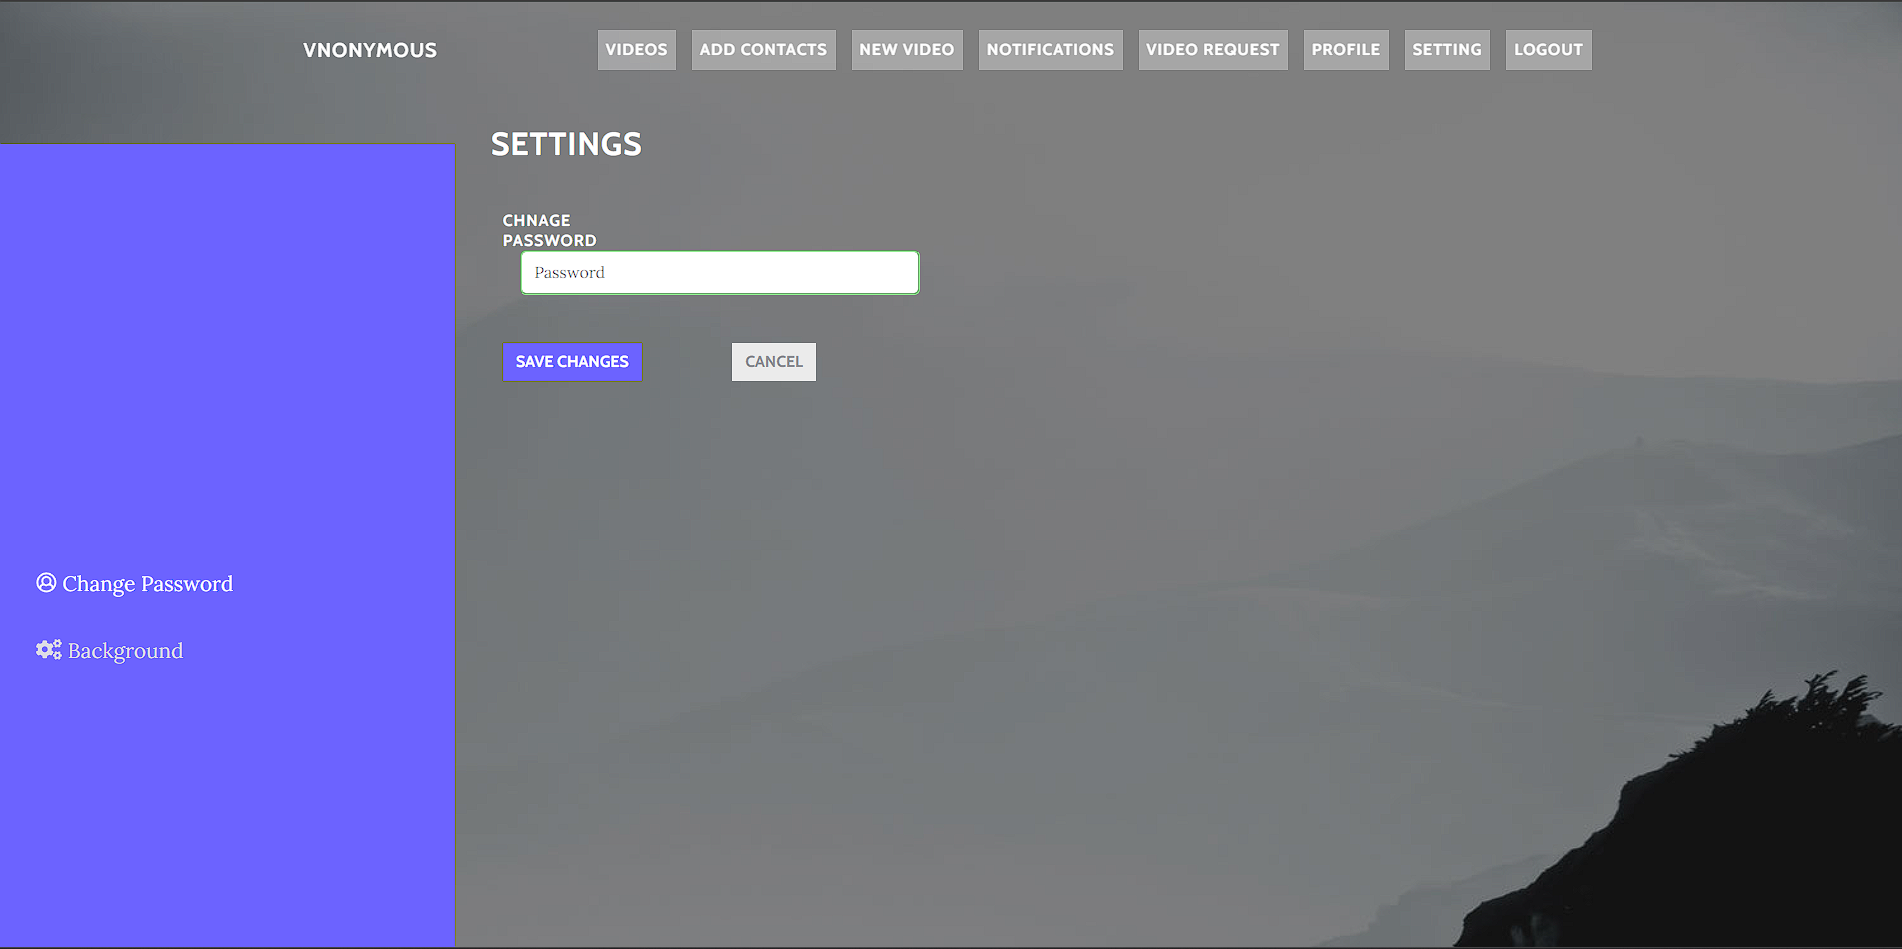 VNONYMOUS
VIDEOS ADD CONTACTS NEW VIDEO NOTIFICATIONS VIDEO REQUEST PROFILE SETTING LOGOUT
SETTINGS
CHNAGE
PASSWORD
Password
SAVE CHANGES CANCEL
Change Password
Background